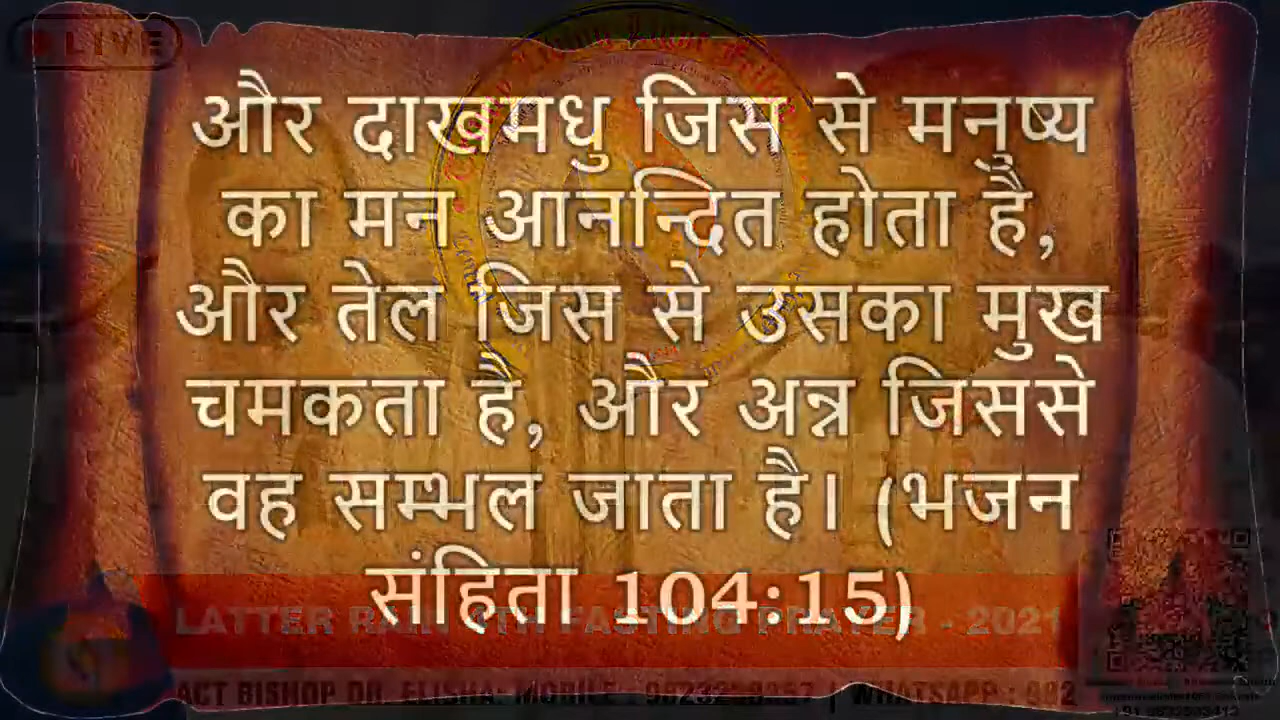 LIVE
और दाखमधु जिस से मनुष्य
का मन आनन्दित होता है,
और तेल जिस से उसका मुख
चमकता है, और अन्न जिससे
वह सम्भल जाता है। (भजन
संहिता 104:15)
LATTER RAIN 4TH FASTING PRAYER - 2021
BISHOP DR. ELISHA: MOBILE : | WHATSAPP :